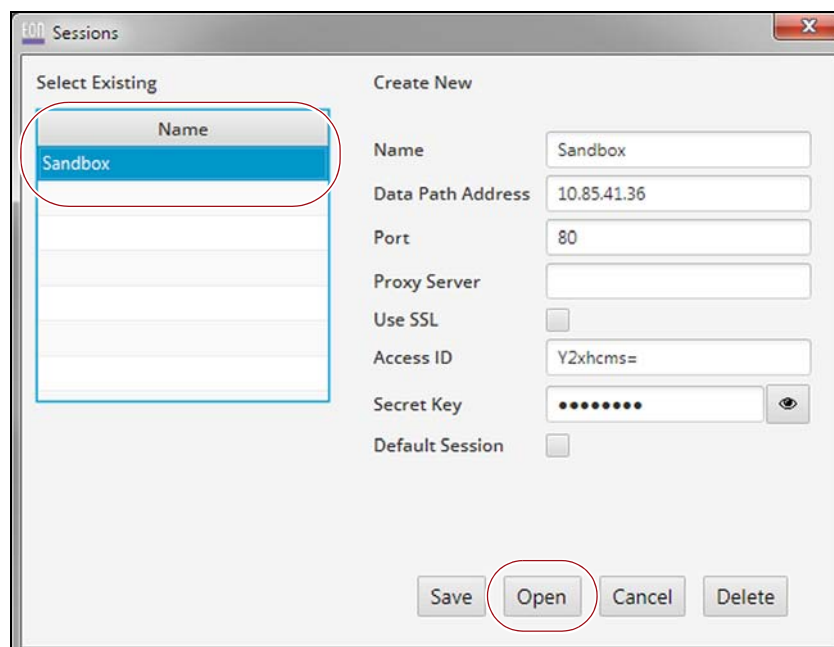 EON Sessions
Select Existing
Name
Sandbox
Create New
Name Sandbox
Data Path Address 10.85.41.36
Port 80
Proxy Server
Use SSL
Access ID Y2xhcms=
Secret Key ••••••••
Default Session
Save Open Cancel Delete